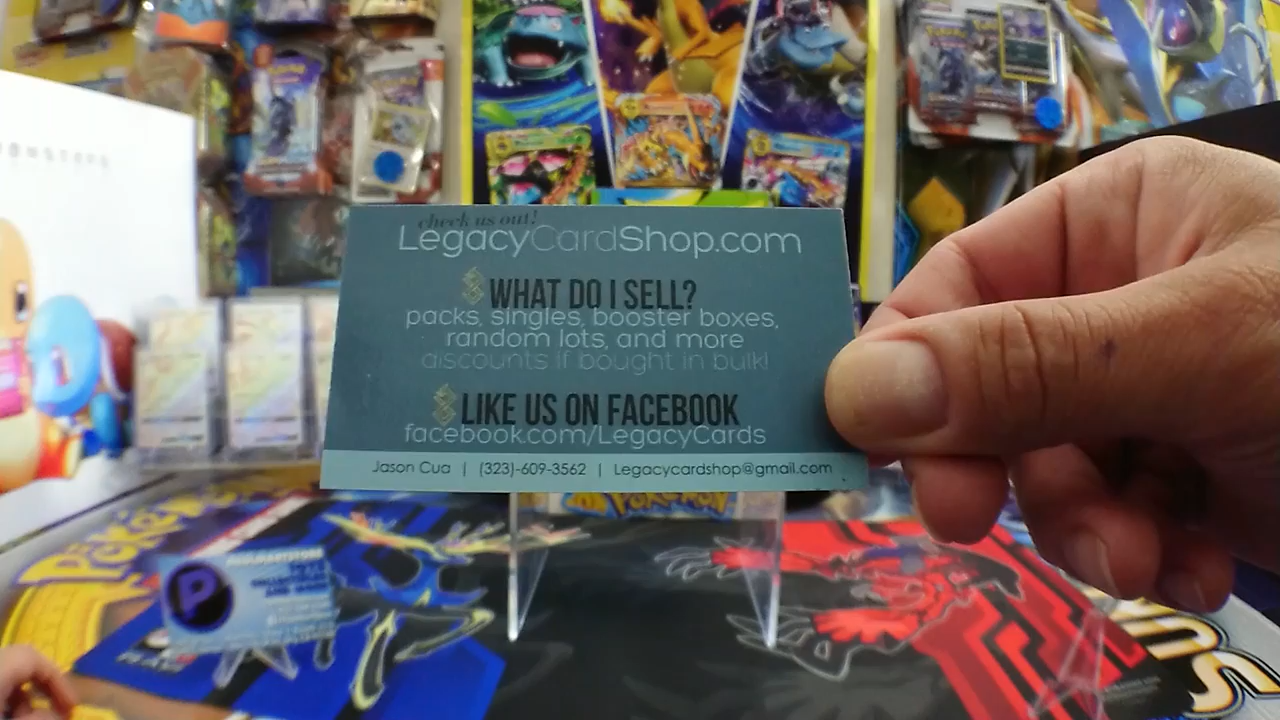 check us out!
LegacyCardShop.com
WHAT DO I SELL?
packs, singles, booster boxes,
random lots, and more
discounts if bought in bulk!
LIKE US ON FACEBOOK
facebook.com/LegacyCards
Jason Cua | (323)-609-3562 | Legacycardshop@gmail.com
POKéMON
P